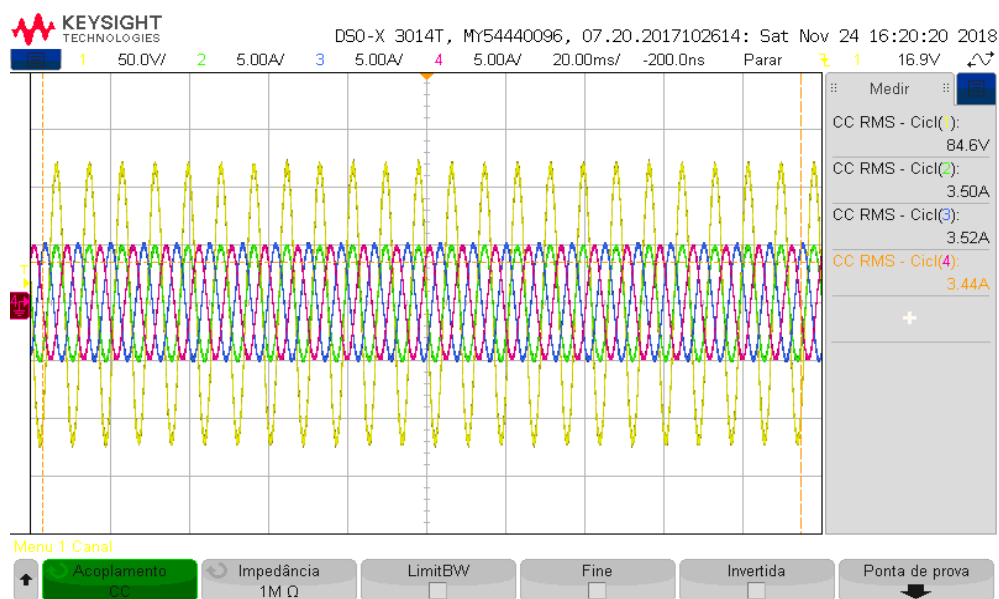 KEYSIGHT
TECHNOLOGIES
DSO-X 3014T, MY54440096, 07.20.2017102614: Sat Nov 24 16:20:20 2018
1 50.0V/ 2 5.00A/ 3 5.00A/ 4 5.00A/ 20.00ms/ -200.0ns Parar 1 16.9V
Medir
CC RMS - Cicl(1):
84.6V
CC RMS - Cicl(2):
3.50A
CC RMS - Cicl(3):
3.52A
CC RMS - Cicl(4):
3.44A
Menu 1 Canal
Acoplamento
CC
Impedância
1M Ω
LimitBW
Fine
Invertida
Ponta de prova